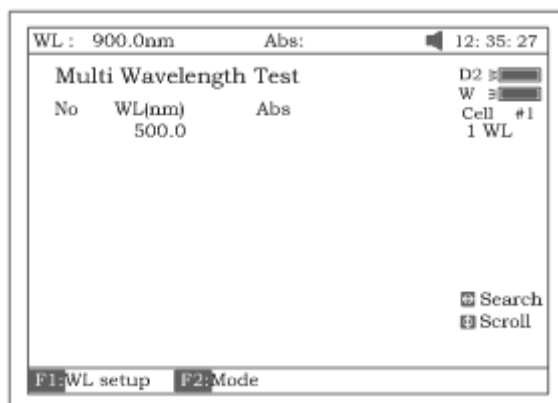 WL : 900.0nm Abs: 12: 35: 27
Multi Wavelength Test
D2
W
No WL(nm) Abs
Cell #1
500.0
1 WL
Search
Scroll
F1:WL setup F2:Mode